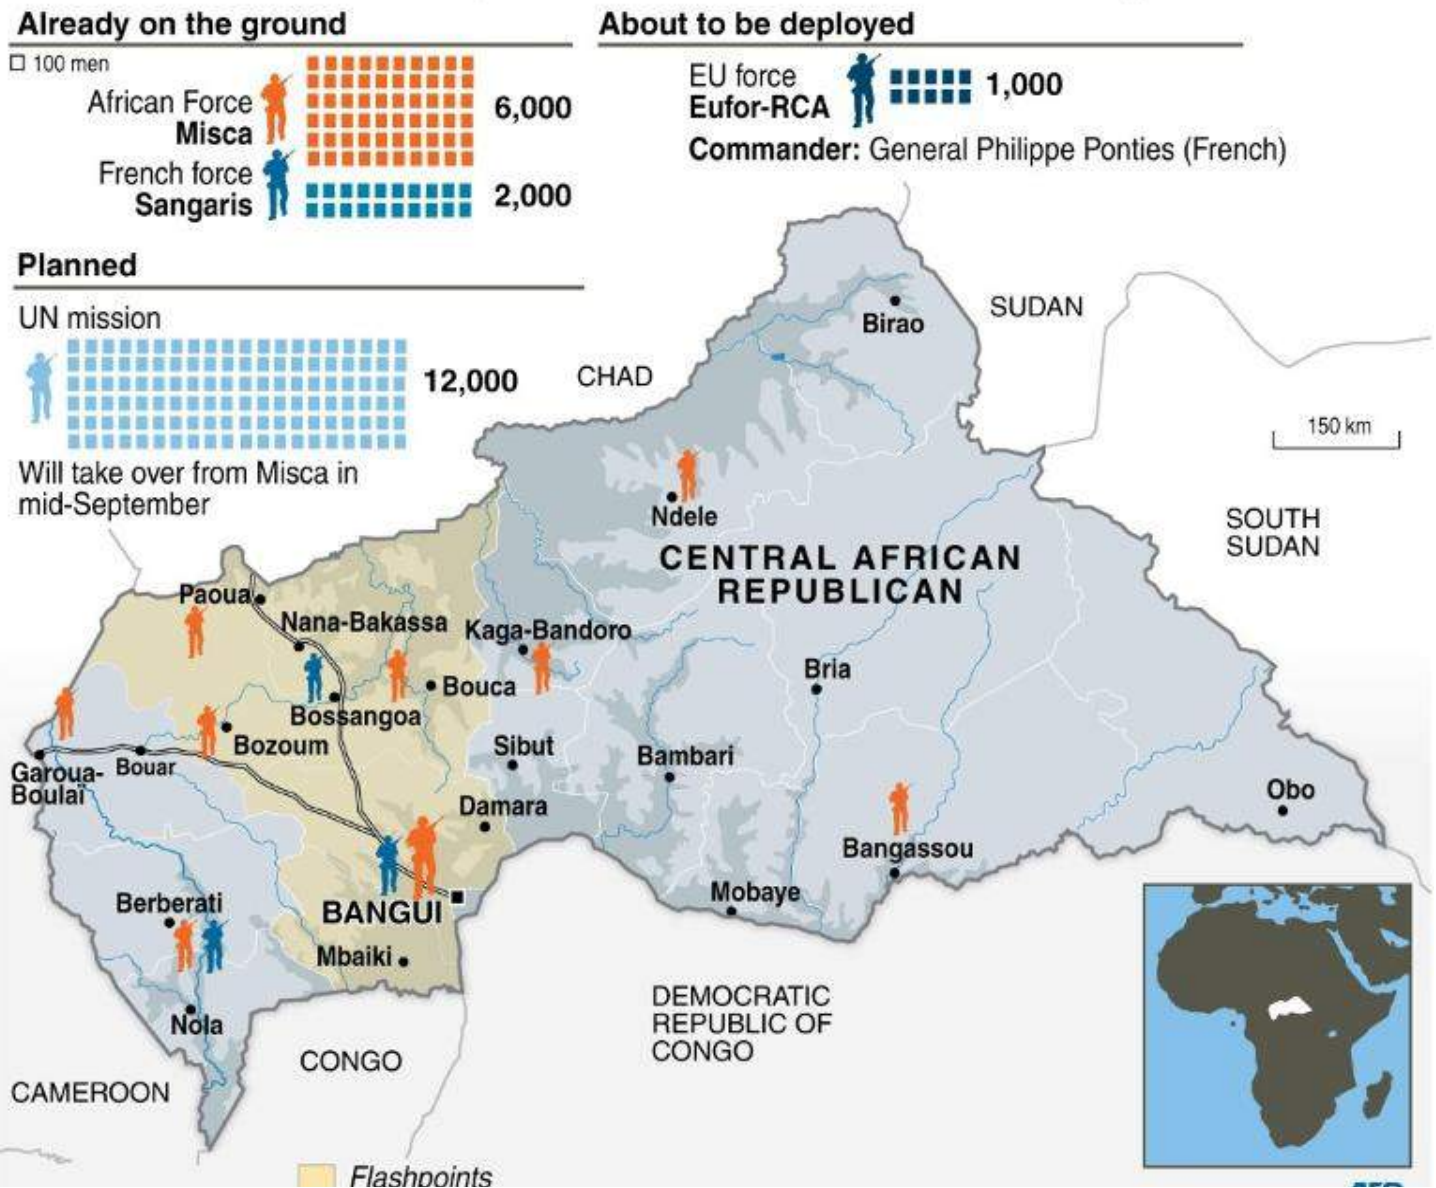 Already on the ground
100 men
African Force
Misca
6,000
French force
Sangaris
2,000
About to be deployed
EU force
Eufor-RCA
1,000
Commander: General Philippe Ponties (French)
Planned
UN mission
12,000
Will take over from Misca in
mid-September
CHAD
SUDAN
Birao
150 km
SOUTH
SUDAN
Ndele
CENTRAL AFRICAN
REPUBLICAN
Paoua
Nana-Bakassa
Kaga-Bandoro
Bria
Bouca
Bossangoa
Bozoum
Sibut
Bambari
Garoua-
Boulaï
Bouar
Damara
Obo
Bangassou
Mobaye
Berberati
BANGUI
Mbaiki
Nola
DEMOCRATIC
REPUBLIC OF
CONGO
CONGO
CAMEROON
Flashpoints